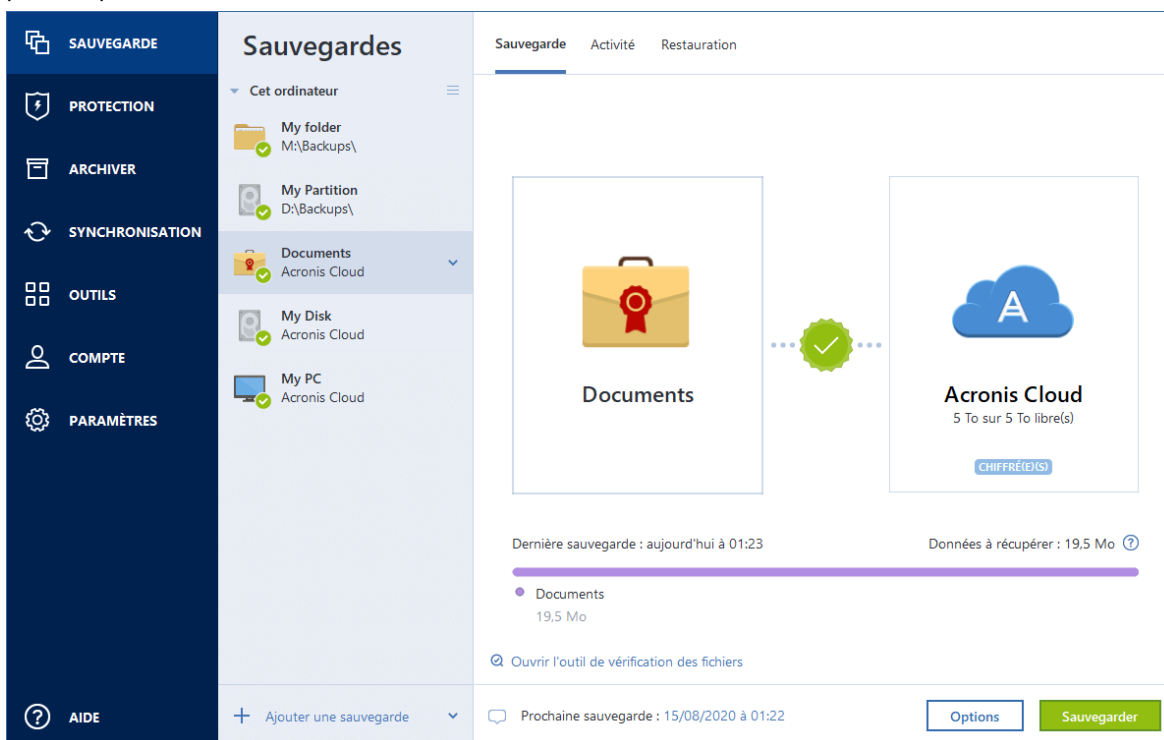 SAUVEGARDE
PROTECTION
ARCHIVER
SYNCHRONISATION
OUTILS
COMPTE
PARAMÈTRES
AIDE
Sauvegardes
Cet ordinateur
My folder
M:\Backups\
My Partition
D:\Backups\
Documents
Acronis Cloud
My Disk
Acronis Cloud
My PC
Acronis Cloud
Ajouter une sauvegarde
Sauvegarde Activité Restauration
Documents
A
Acronis Cloud
5 To sur 5 To libre(s)
CHIFFRÉ(E)(S)
Dernière sauvegarde : aujourd'hui à 01:23
Données à récupérer : 19,5 Mo ?
Documents
19,5 Mo
Ouvrir l'outil de vérification des fichiers
Prochaine sauvegarde : 15/08/2020 à 01:22
Options
Sauvegarder